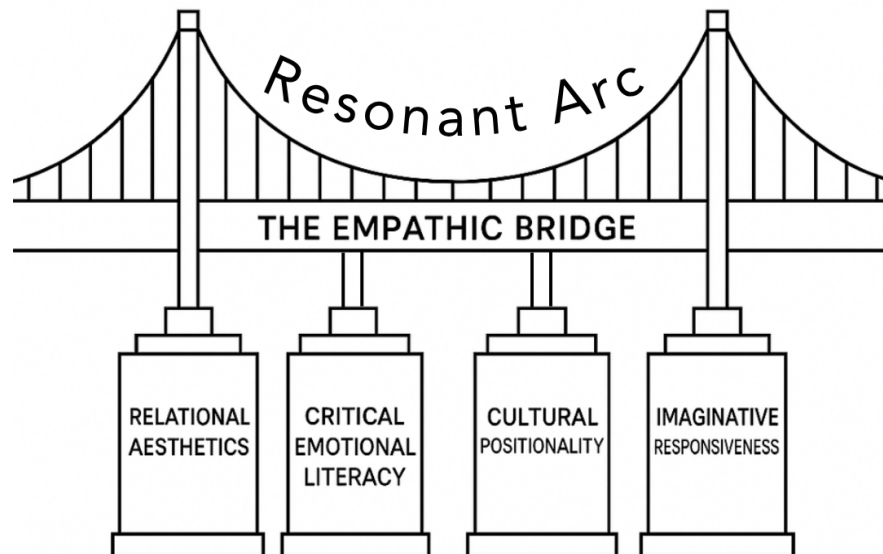 Resonant Arc
THE EMPATHIC BRIDGE
RELATIONAL
AESTHETICS
CRITICAL
EMOTIONAL
LITERACY
CULTURAL
POSITIONALITY
IMAGINATIVE
RESPONSIVENESS